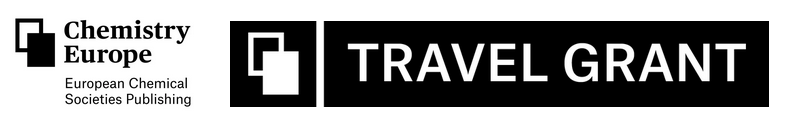 Chemistry
Europe
European Chemical
Societies Publishing
TRAVEL GRANT